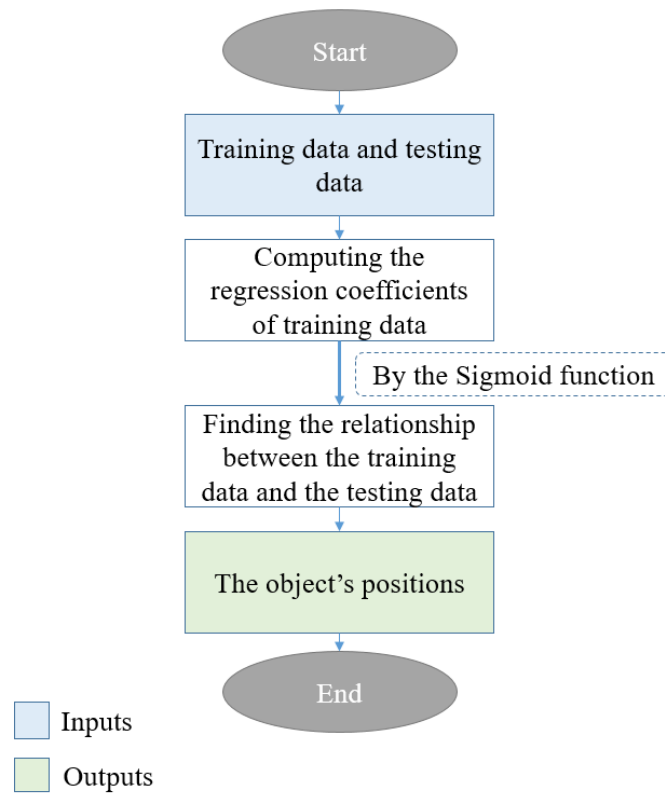 Start
Training data and testing
data
Computing the
regression coefficients
of training data
By the Sigmoid function
Finding the relationship
between the training
data and the testing data
The object’s positions
End
Inputs
Outputs